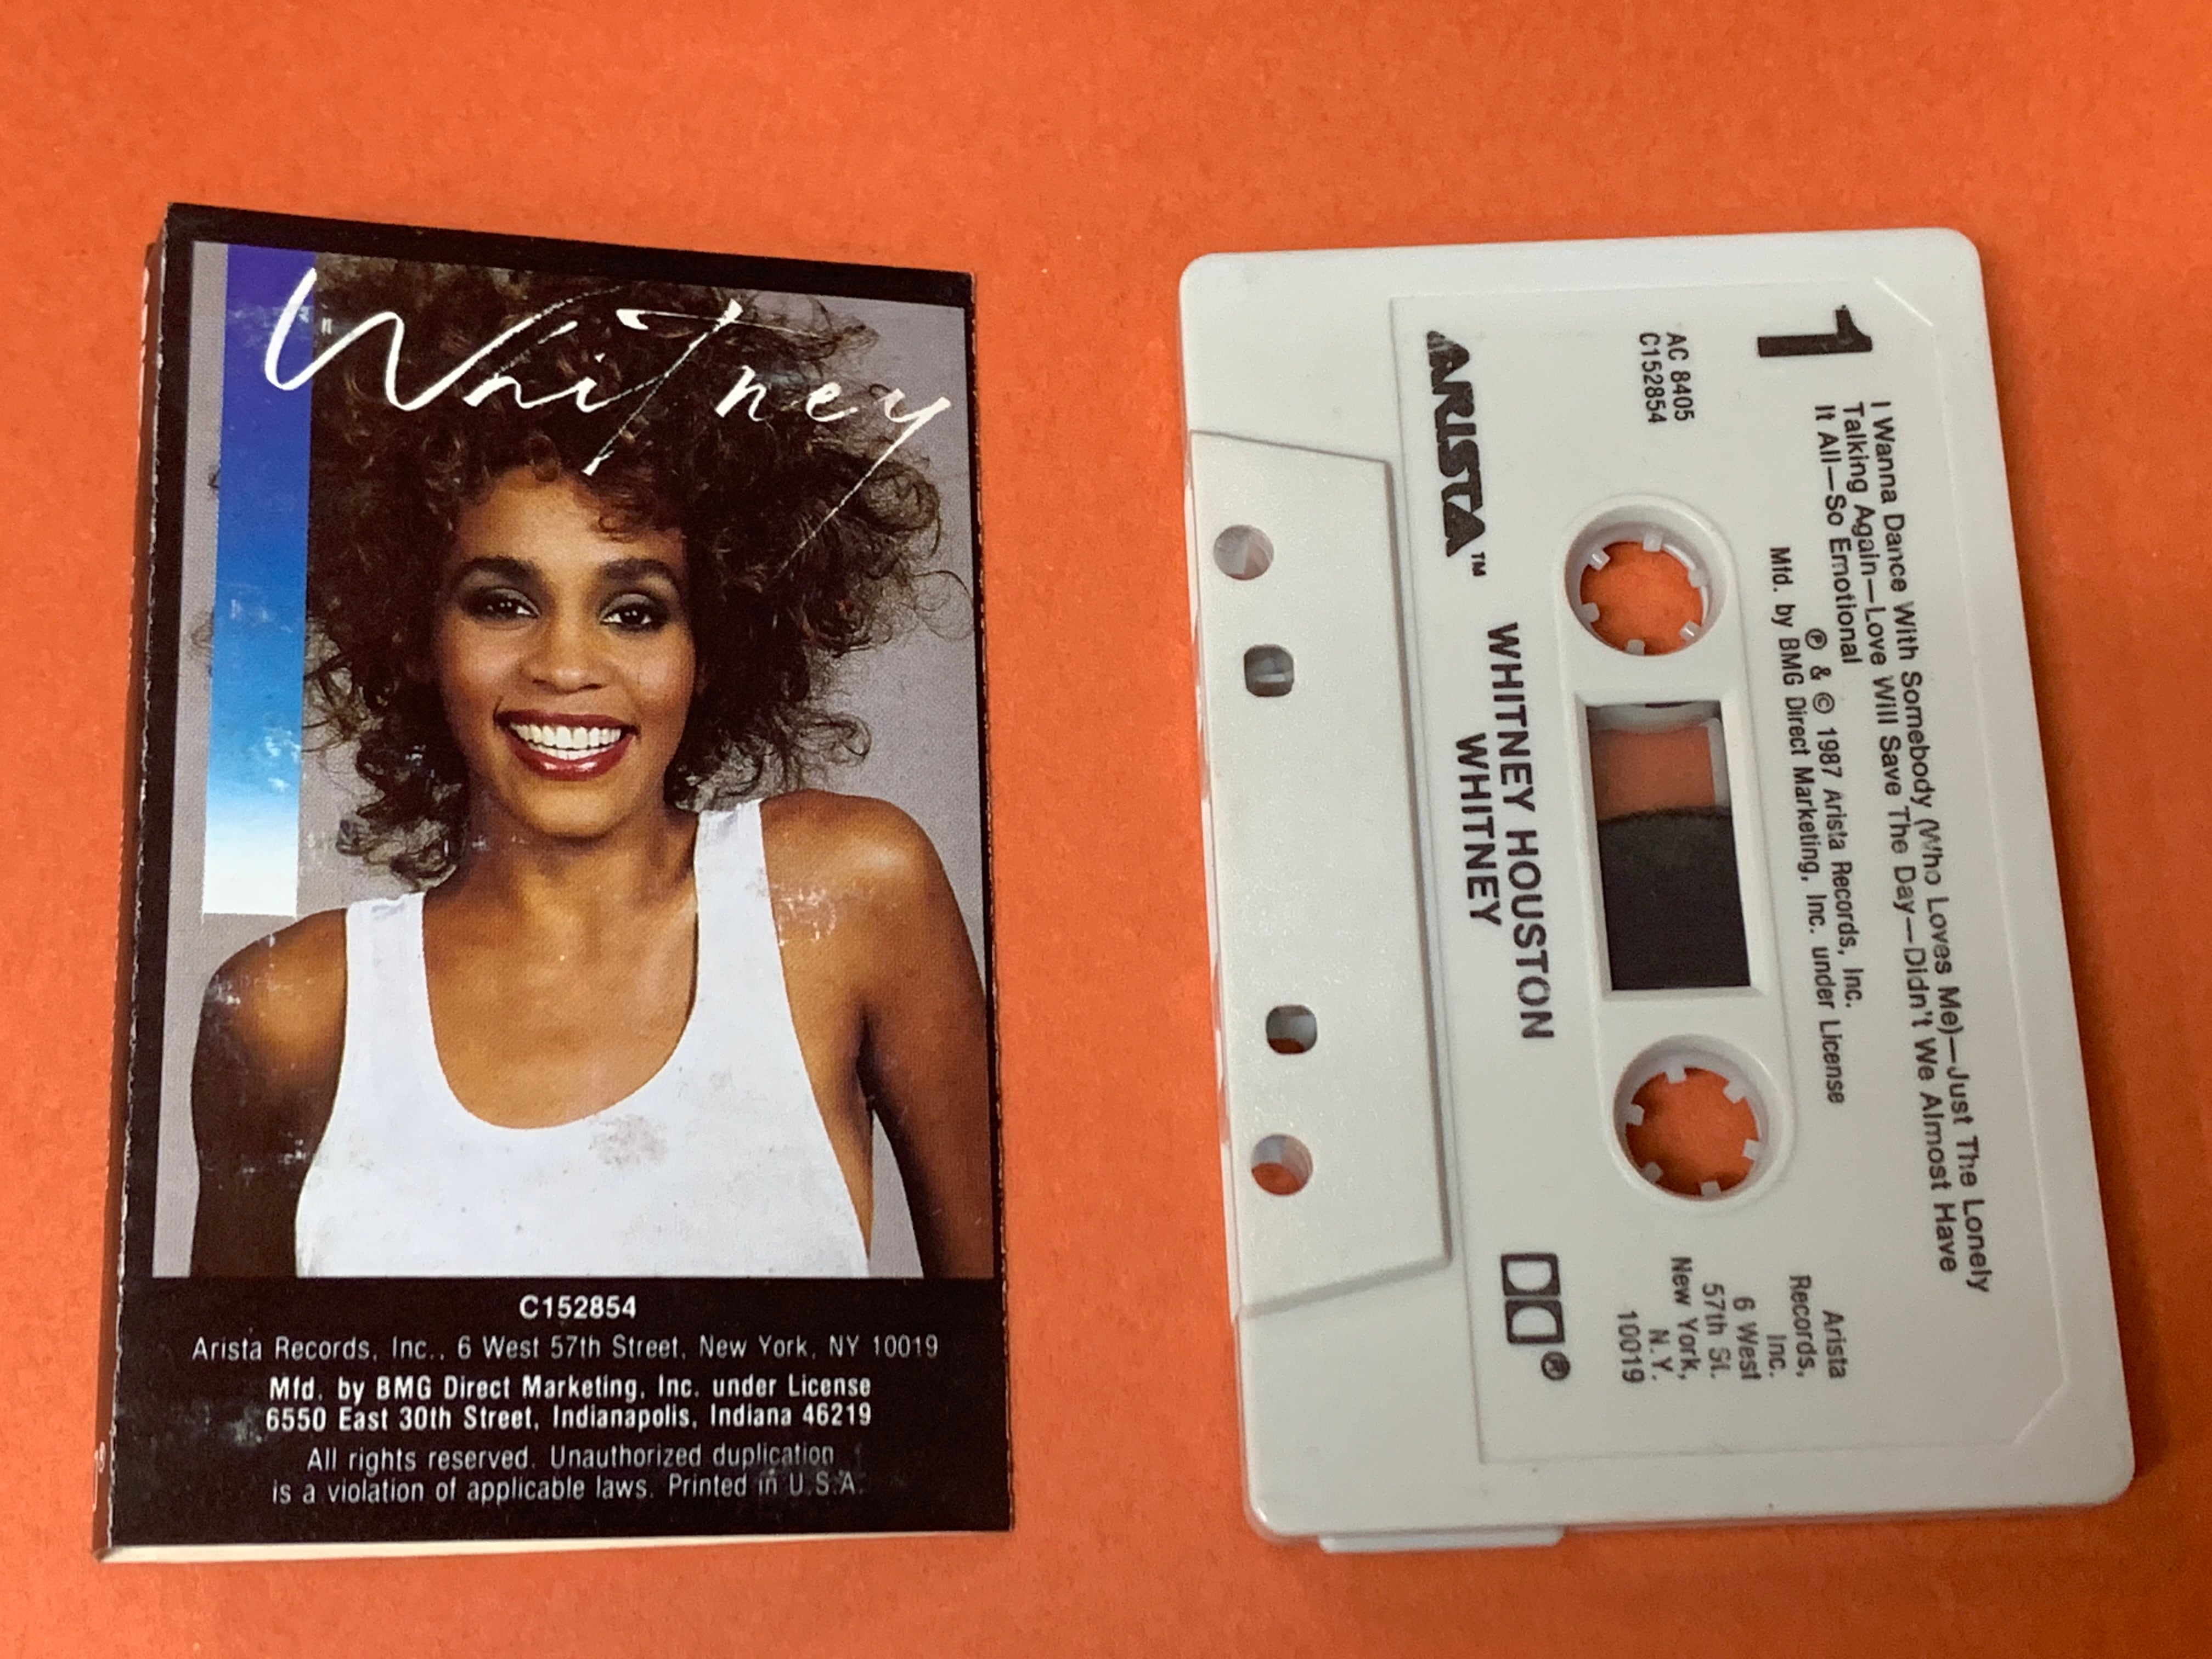 Whitney
C152854
Arista Records, Inc., 6 West 57th Street, New York, NY 10019
Mfd. by BMG Direct Marketing, Inc. under License
6550 East 30th Street, Indianapolis, Indiana 46219
All rights reserved. Unauthorized duplication
is a violation of applicable laws. Printed in U.S.A.
1
I Wanna Dance With Somebody (Who Loves Me)—Just The Lonely
Talking Again—Love Will Save The Day—Didn't We Almost Have
It All—So Emotional
℗ & © 1987 Arista Records, Inc.
Mfd. by BMG Direct Marketing, Inc. under License
AC 8405
C152854
Arista
Records,
Inc.
6 West
57th St.
New York,
N.Y.
10019
ARISTA™
WHITNEY HOUSTON
WHITNEY
®